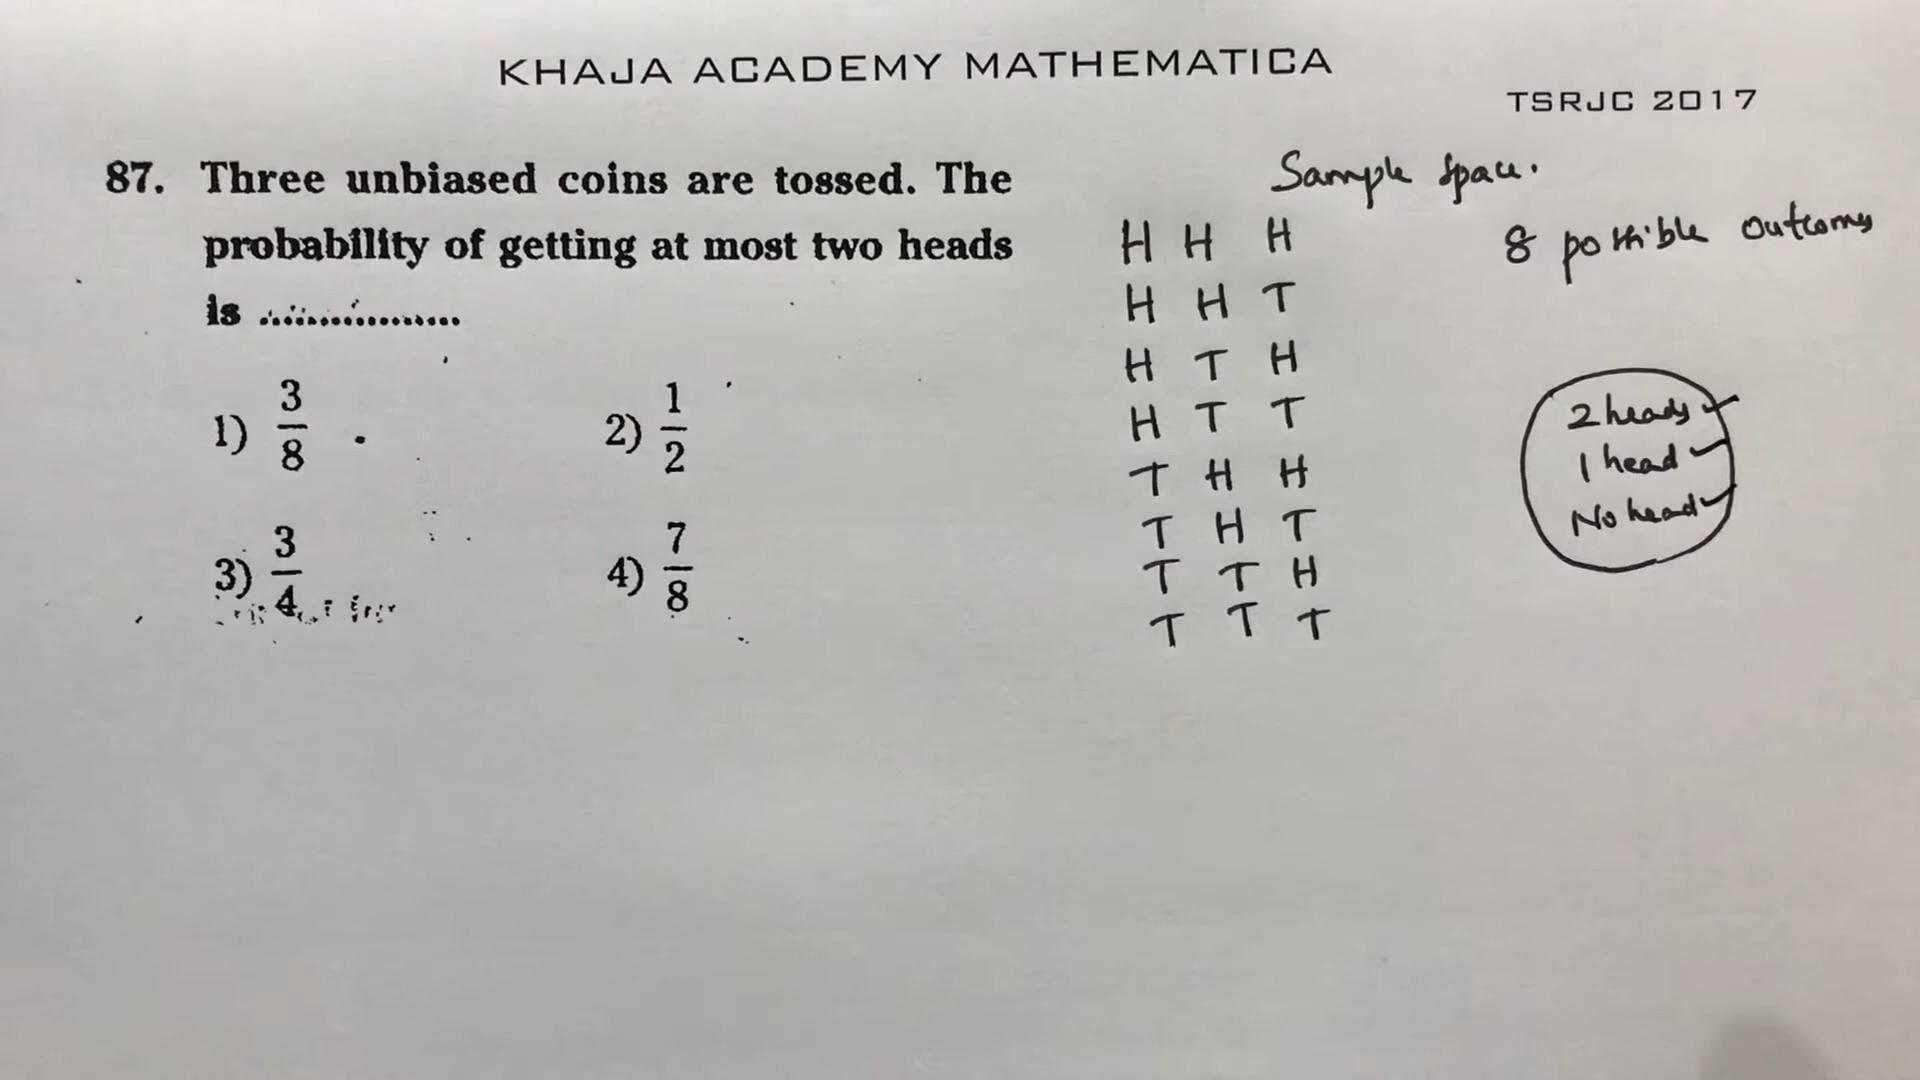 KHAJA ACADEMY MATHEMATICA
TSRJC 2017
87. Three unbiased coins are tossed. The
probability of getting at most two heads
is ..................
1) 3/8
2) 1/2
3) 3/4
4) 7/8
Sample space.
8 possible outcomes
H H H
H H T
H T H
H T T
T H H
T H T
T T H
T T T
2 heads ✓
1 head ✓
No head ✓